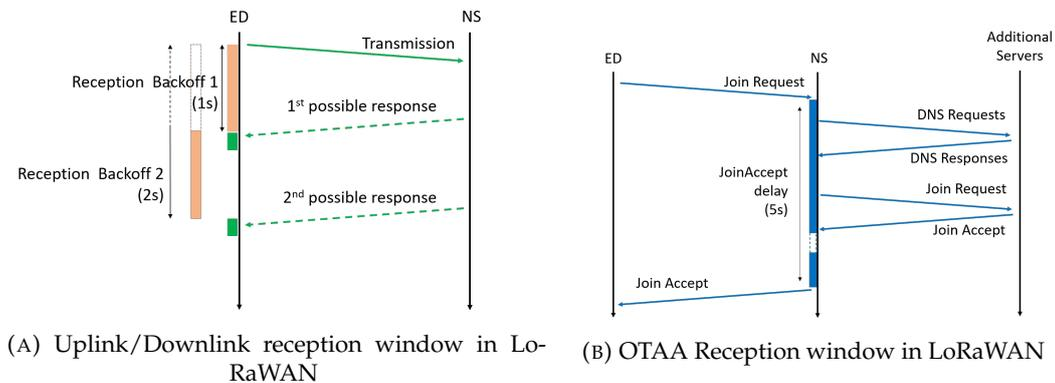 ED
NS
Transmission
Reception Backoff 1
(1s)
1st possible response
Reception Backoff 2
(2s)
2nd possible response
(A) Uplink/Downlink reception window in Lo-
RaWAN
Additional
Servers
ED
NS
Join Request
DNS Requests
DNS Responses
JoinAccept
delay
(5s)
Join Request
Join Accept
Join Accept
(B) OTAA Reception window in LoRaWAN